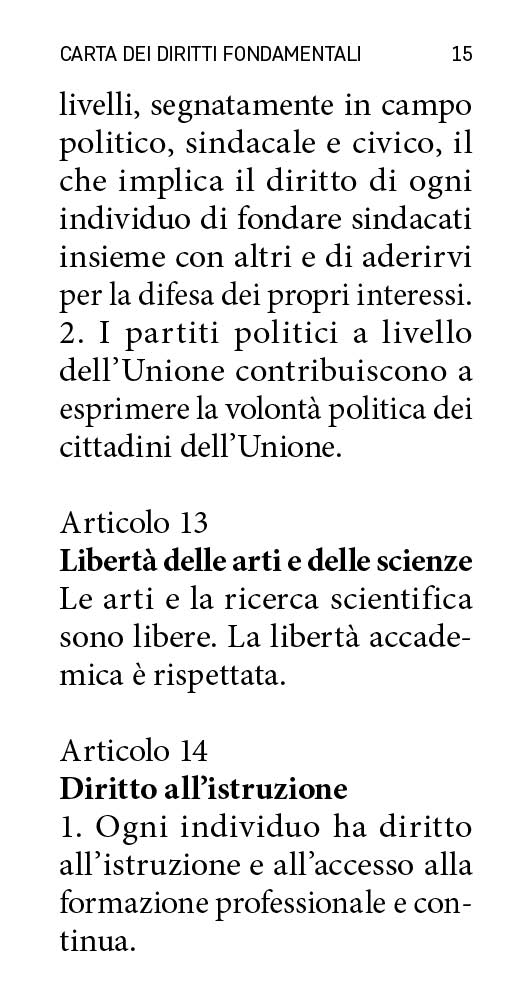 CARTA DEI DIRITTI FONDAMENTALI 15
livelli, segnatamente in campo
politico, sindacale e civico, il
che implica il diritto di ogni
individuo di fondare sindacati
insieme con altri e di aderirvi
per la difesa dei propri interessi.
2. I partiti politici a livello
dell’Unione contribuiscono a
esprimere la volontà politica dei
cittadini dell’Unione.
Articolo 13
Libertà delle arti e delle scienze
Le arti e la ricerca scientifica
sono libere. La libertà accade-
mica è rispettata.
Articolo 14
Diritto all’istruzione
1. Ogni individuo ha diritto
all’istruzione e all’accesso alla
formazione professionale e con-
tinua.